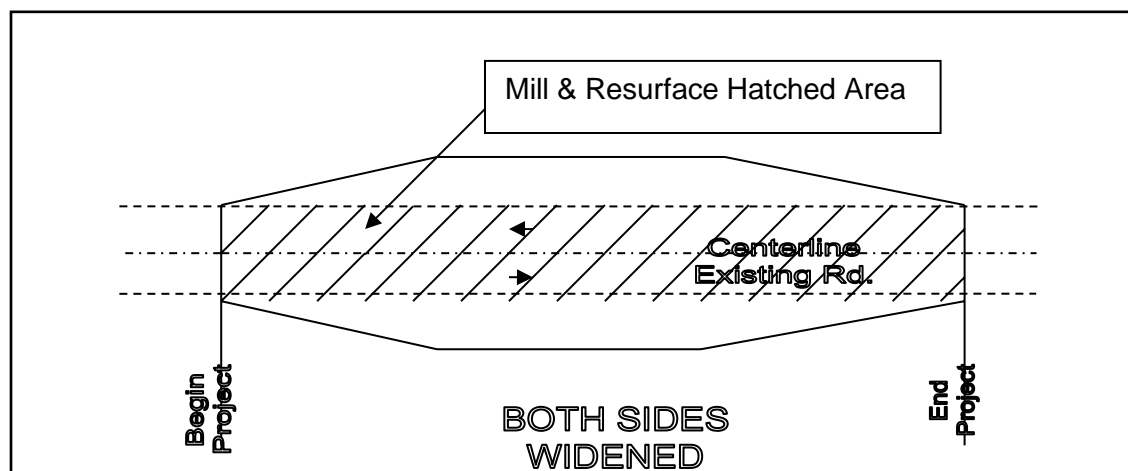 Mill & Resurface Hatched Area
Centerline
Existing Rd.
Begin
Project
End
Project
BOTH SIDES
WIDENED